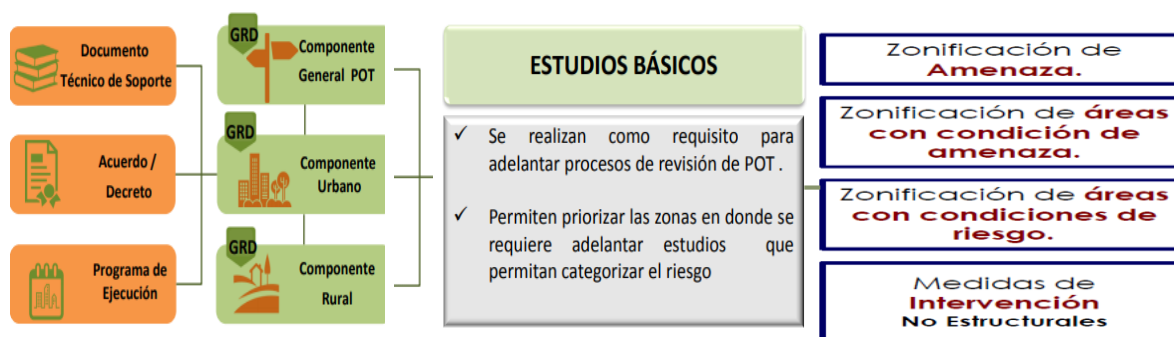 Documento
Técnico de Soporte
Acuerdo /
Decreto
Programa de
Ejecución
GRD
Componente
General POT
GRD
Componente
Urbano
GRD
Componente
Rural
ESTUDIOS BÁSICOS
✓ Se realizan como requisito para
adelantar procesos de revisión de POT .
✓ Permiten priorizar las zonas en donde se
requiere adelantar estudios que
permitan categorizar el riesgo
Zonificación de
Amenaza.
Zonificación de áreas
con condición de
amenaza.
Zonificación de áreas
con condiciones de
riesgo.
Medidas de
Intervención
No Estructurales